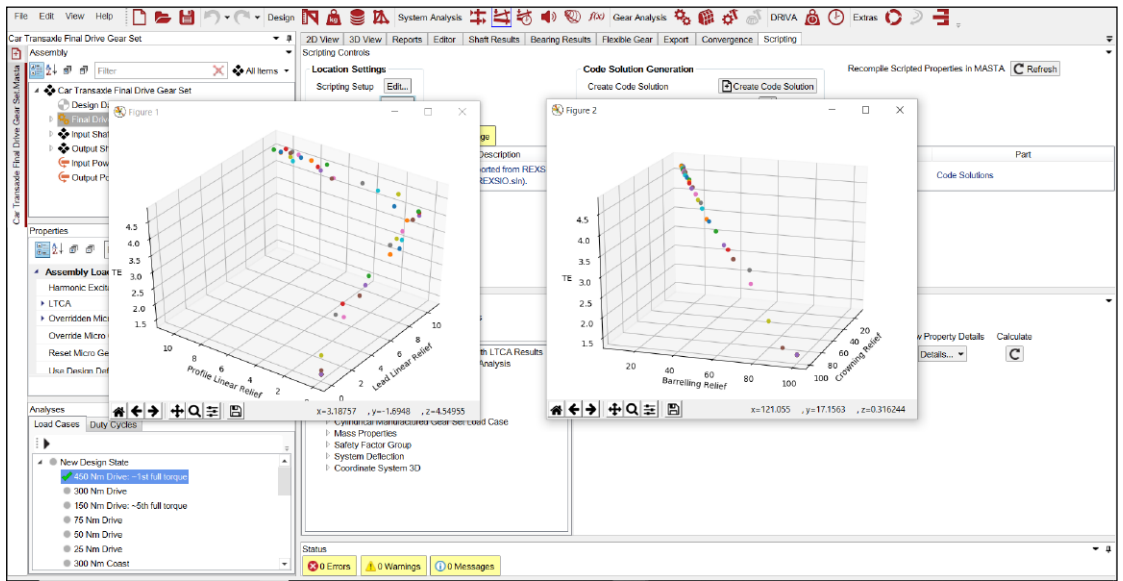 File Edit View Help Design System Analysis f(x) Gear Analysis DRIVA Extras
Car Transaxle Final Drive Gear Set
2D View 3D View Reports Editor Shaft Results Bearing Results Flexible Gear Export Convergence Scripting
Assembly
Scripting Controls
Filter All Items
Location Settings
Scripting Setup Edit...
Code Solution Generation
Create Code Solution Create Code Solution
Recompile Scripted Properties in MASTA Refresh
Car Transaxle Final Drive Gear Set.Masta
Car Transaxle Final Drive Gear Set
Design Da
Final Driv
Input Shaf
Output Sh
Input Pow
Output Po
Figure 1
4.5
4.0
3.5
3.0
2.5
2.0
1.5
TE
10
8
6
4
2
0
Profile Linear Relief
0
2
4
6
8
10
Lead Linear Relief
x=3.18757 , y=-1.6948 , z=4.54955
Figure 2
4.5
4.0
3.5
3.0
2.5
2.0
1.5
TE
20 40 60 80 100
Barrelling Relief
100
80
60
40
20
Crowning Relief
x=121.055 , y=17.1563 , z=0.316244
ge
Description
orted from REXS
REXSIO.sln).
Part
Code Solutions
Properties
Assembly Loa
Harmonic Excita
LTCA
Overridden Micr
Override Micro
Reset Micro Ge
Use Design Def
s
th LTCA Results
Analysis
w Property Details Calculate
Details...
Cylindrical Manufactured Gear Set Load Case
Mass Properties
Safety Factor Group
System Deflection
Coordinate System 3D
Analyses
Load Cases Duty Cycles
New Design State
450 Nm Drive: ~1st full torque
300 Nm Drive
150 Nm Drive: ~5th full torque
75 Nm Drive
50 Nm Drive
25 Nm Drive
300 Nm Coast
Status
0 Errors 0 Warnings 0 Messages